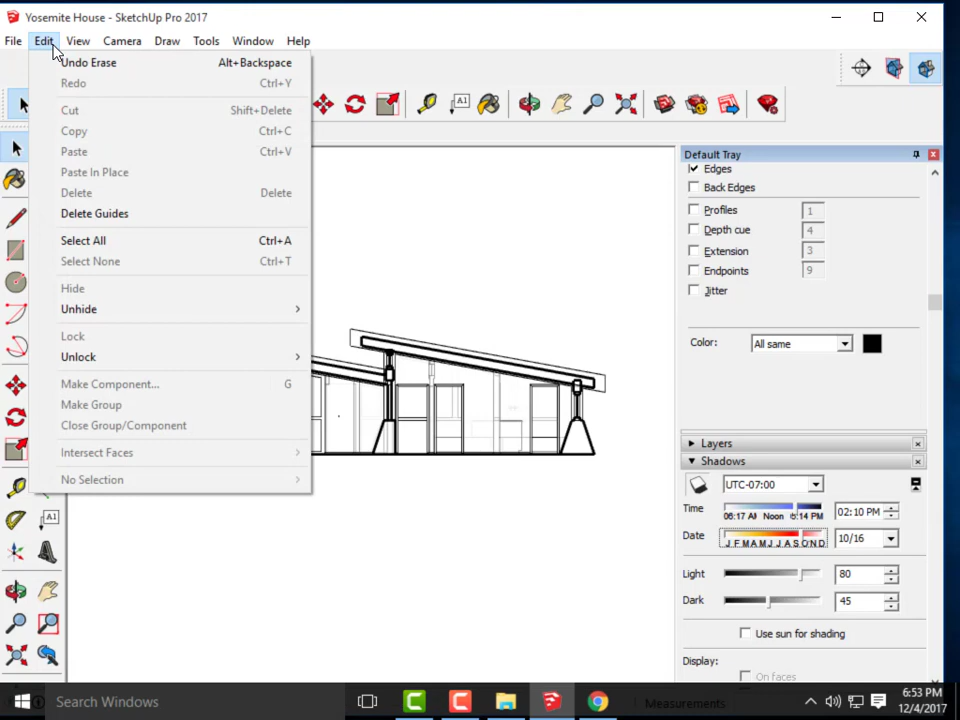 Yosemite House - SketchUp Pro 2017
File Edit View Camera Draw Tools Window Help
Undo Erase Alt+Backspace
Redo Ctrl+Y
Cut Shift+Delete
Copy Ctrl+C
Paste Ctrl+V
Paste In Place
Delete Delete
Delete Guides
Select All Ctrl+A
Select None Ctrl+T
Hide
Unhide
Lock
Unlock
Make Component... G
Make Group
Close Group/Component
Intersect Faces
No Selection
A1
A1
Default Tray
Edges
Back Edges
Profiles 1
Depth cue 4
Extension 3
Endpoints 9
Jitter
Color: All same
Layers
Shadows
UTC-07:00
Time 06:17 AM Noon 02:10 PM
Date J F M A M J J A S O N D 10/16
Light 80
Dark 45
Use sun for shading
Display:
On faces
Measurements
Search Windows
6:53 PM
12/4/2017